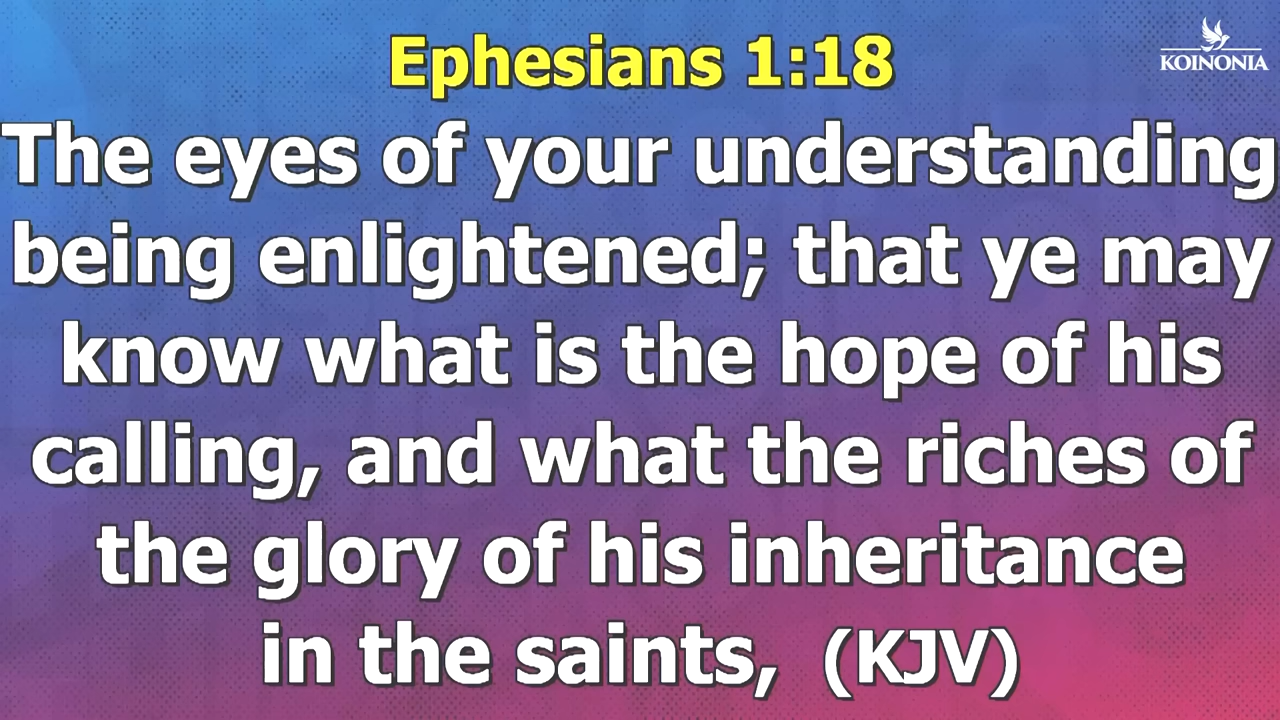 Ephesians 1:18
KOINONIA
The eyes of your understanding
being enlightened; that ye may
know what is the hope of his
calling, and what the riches of
the glory of his inheritance
in the saints, (KJV)